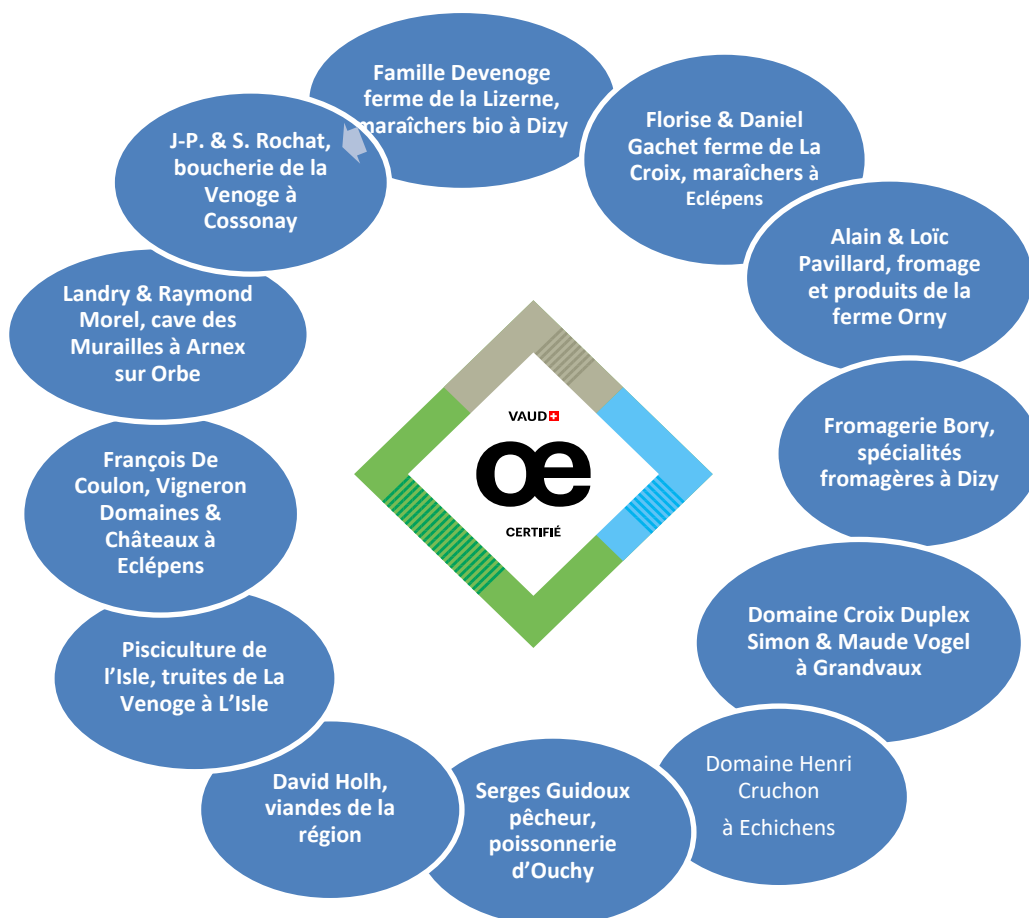 Famille Devenoge
ferme de la Lizerne,
maraîchers bio à Dizy
Florise & Daniel
Gachet ferme de La
Croix, maraîchers à
Eclépens
Alain & Loïc
Pavillard, fromage
et produits de la
ferme Orny
Fromagerie Bory,
spécialités
fromagères à Dizy
Domaine Croix Duplex
Simon & Maude Vogel
à Grandvaux
Domaine Henri
Cruchon
à Echichens
Serges Guidoux
pêcheur,
poissonnerie
d’Ouchy
David Holh,
viandes de la
région
Pisciculture de
l’Isle, truites de La
Venoge à L’Isle
François De
Coulon, Vigneron
Domaines &
Châteaux à
Eclépens
Landry & Raymond
Morel, cave des
Murailles à Arnex
sur Orbe
J-P. & S. Rochat,
boucherie de la
Venoge à
Cossonay
VAUD
œ
CERTIFIÉ